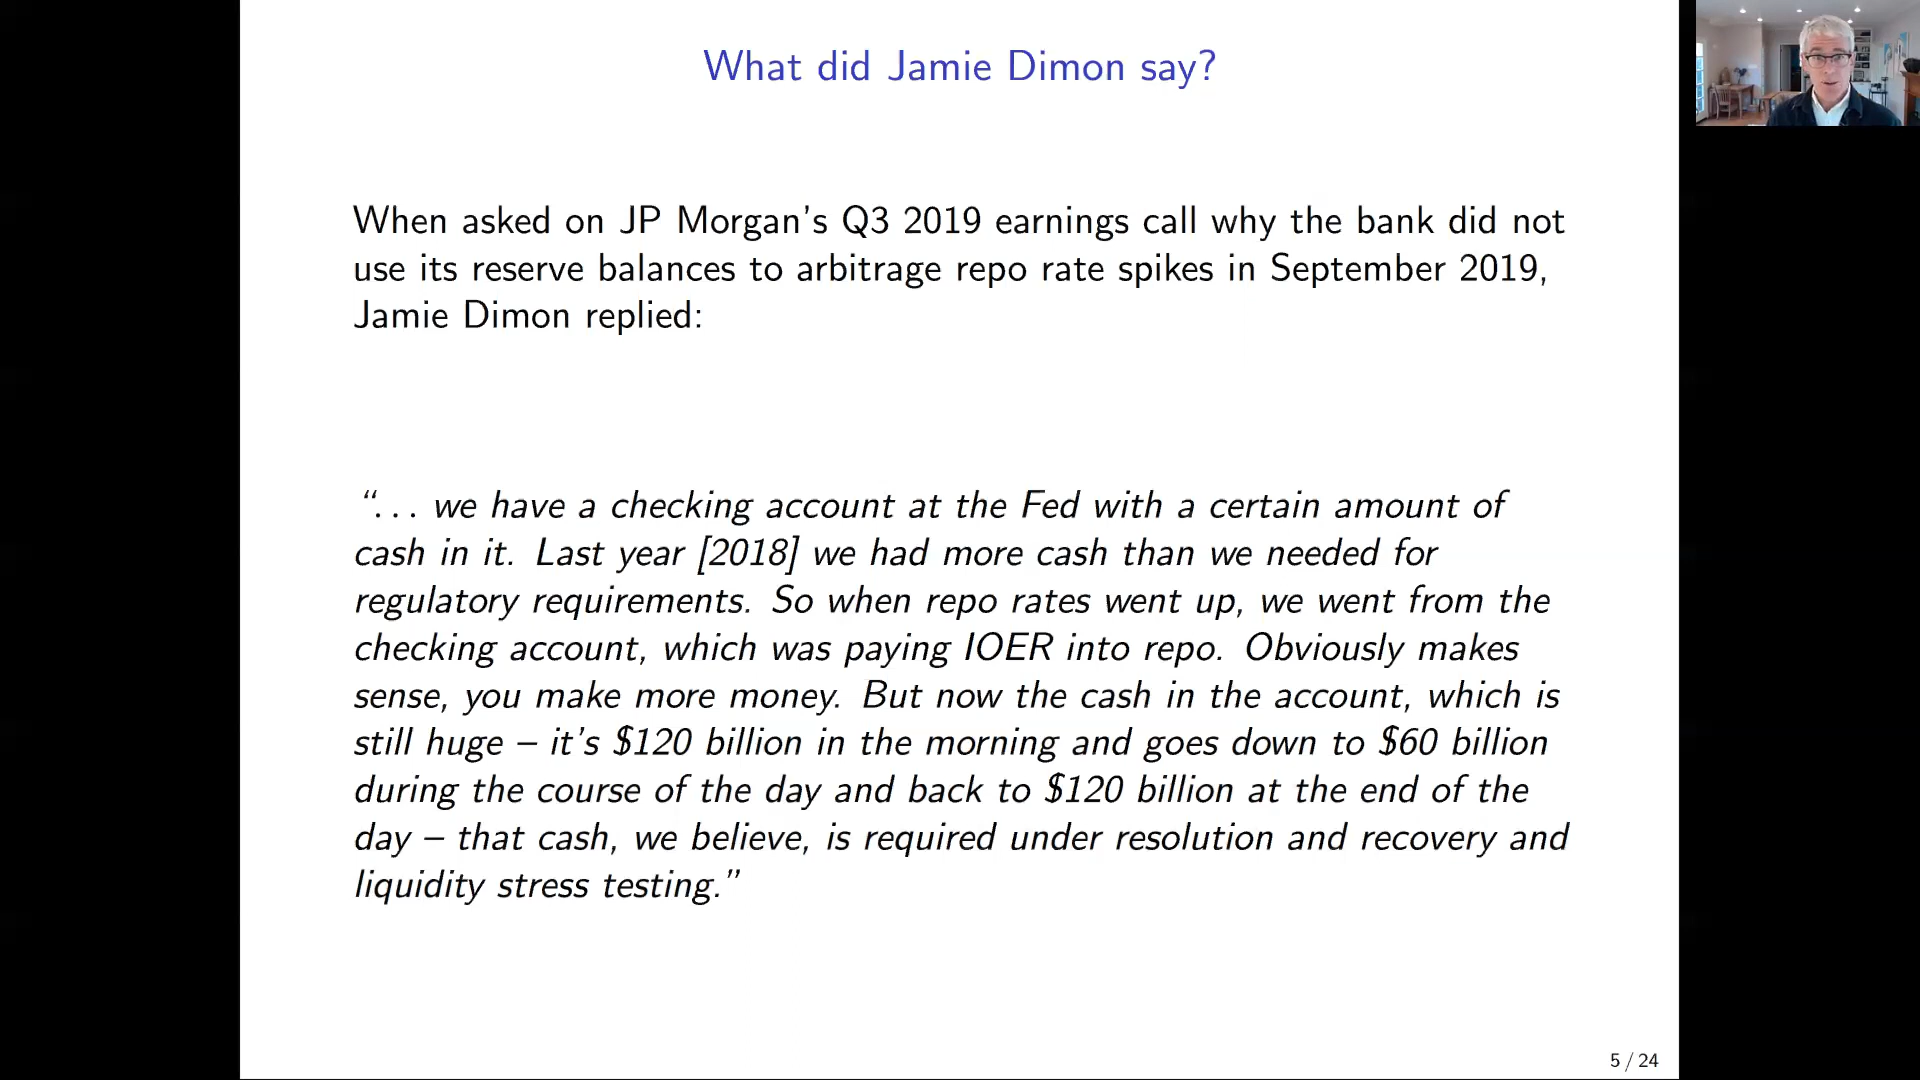 What did Jamie Dimon say?
When asked on JP Morgan’s Q3 2019 earnings call why the bank did not
use its reserve balances to arbitrage repo rate spikes in September 2019,
Jamie Dimon replied:
“. . . we have a checking account at the Fed with a certain amount of
cash in it. Last year [2018] we had more cash than we needed for
regulatory requirements. So when repo rates went up, we went from the
checking account, which was paying IOER into repo. Obviously makes
sense, you make more money. But now the cash in the account, which is
still huge – it’s $120 billion in the morning and goes down to $60 billion
during the course of the day and back to $120 billion at the end of the
day – that cash, we believe, is required under resolution and recovery and
liquidity stress testing.”
5 / 24